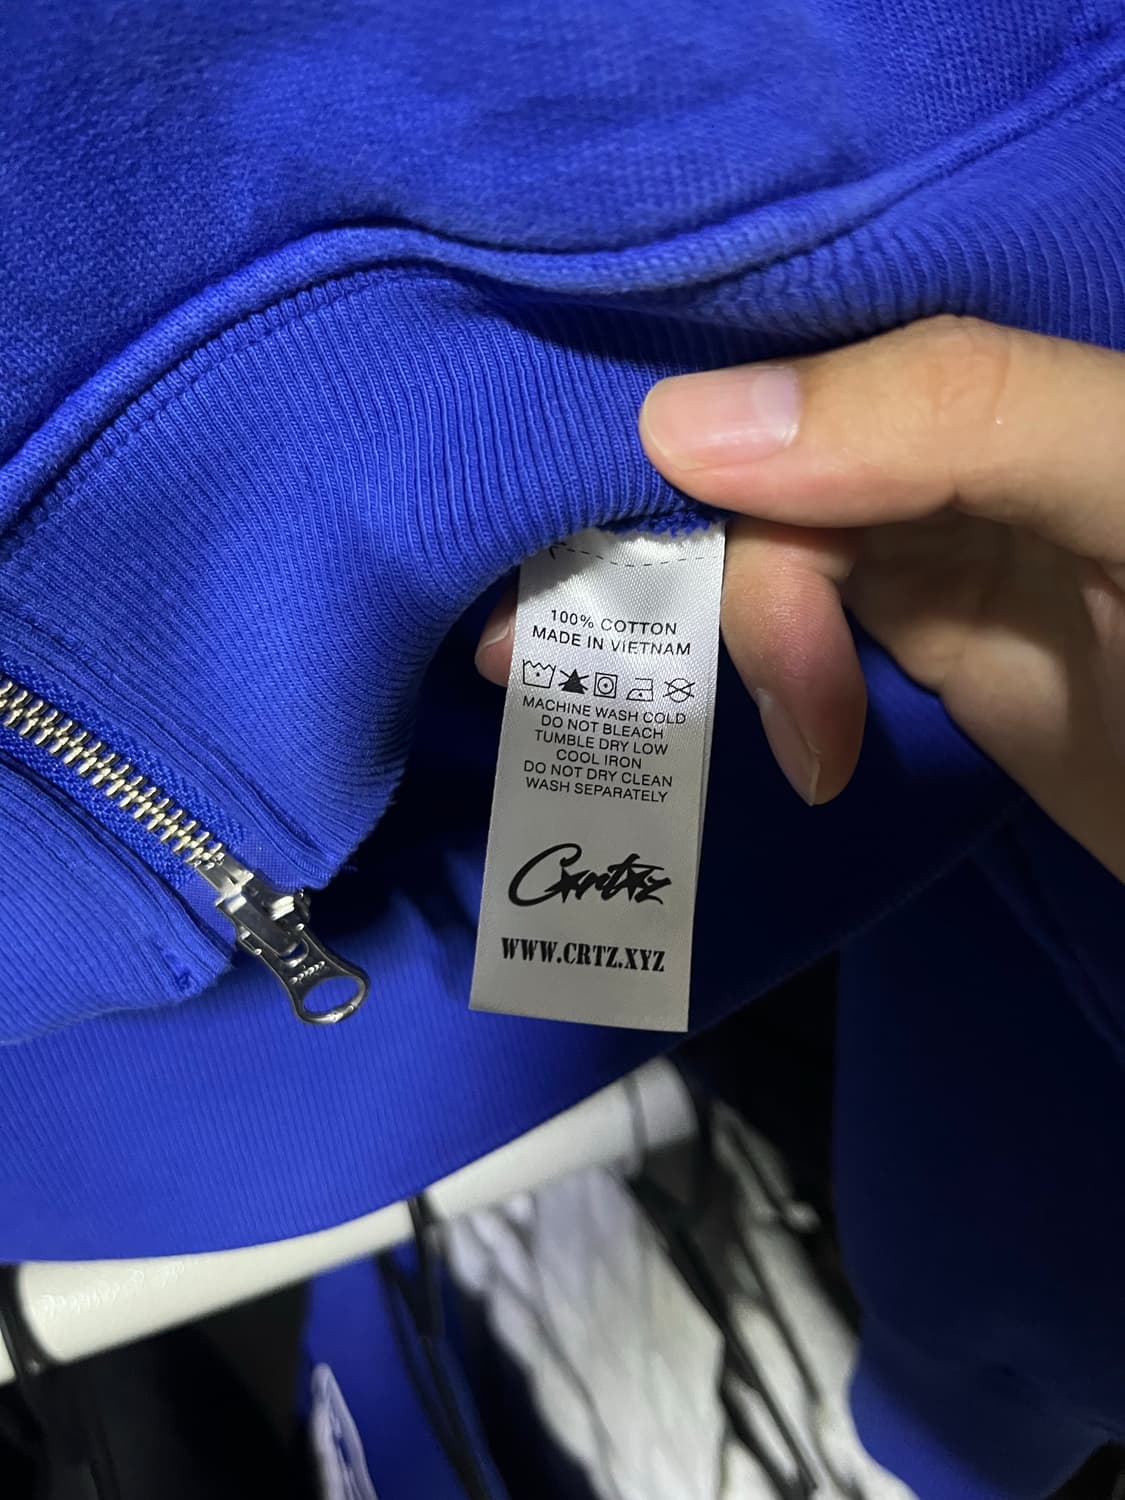 100% COTTON
MADE IN VIETNAM
MACHINE WASH COLD
DO NOT BLEACH
TUMBLE DRY LOW
COOL IRON
DO NOT DRY CLEAN
WASH SEPARATELY
Corteiz
WWW.CRTZ.XYZ